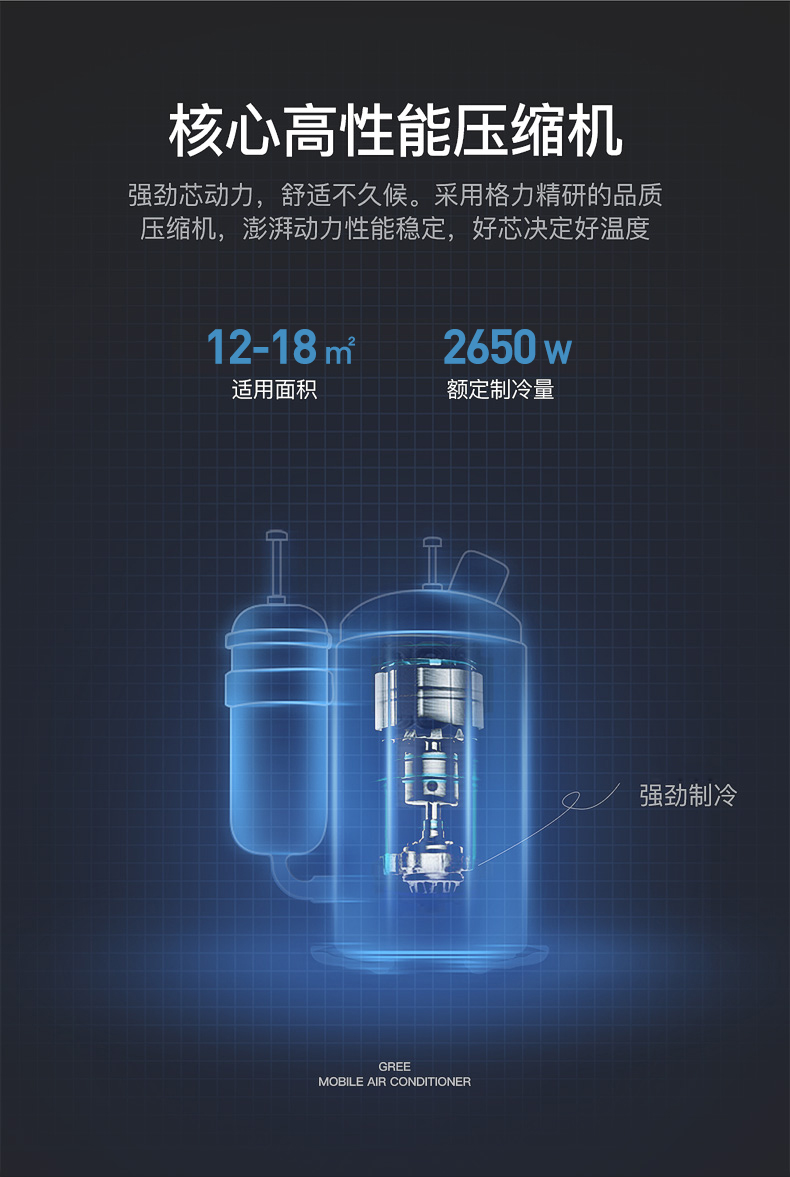 核心高性能压缩机
强劲芯动力，舒适不久候。采用格力精研的品质
压缩机，澎湃动力性能稳定，好芯决定好温度
12-18㎡ 2650W
适用面积 额定制冷量
强劲制冷
GREE
MOBILE AIR CONDITIONER